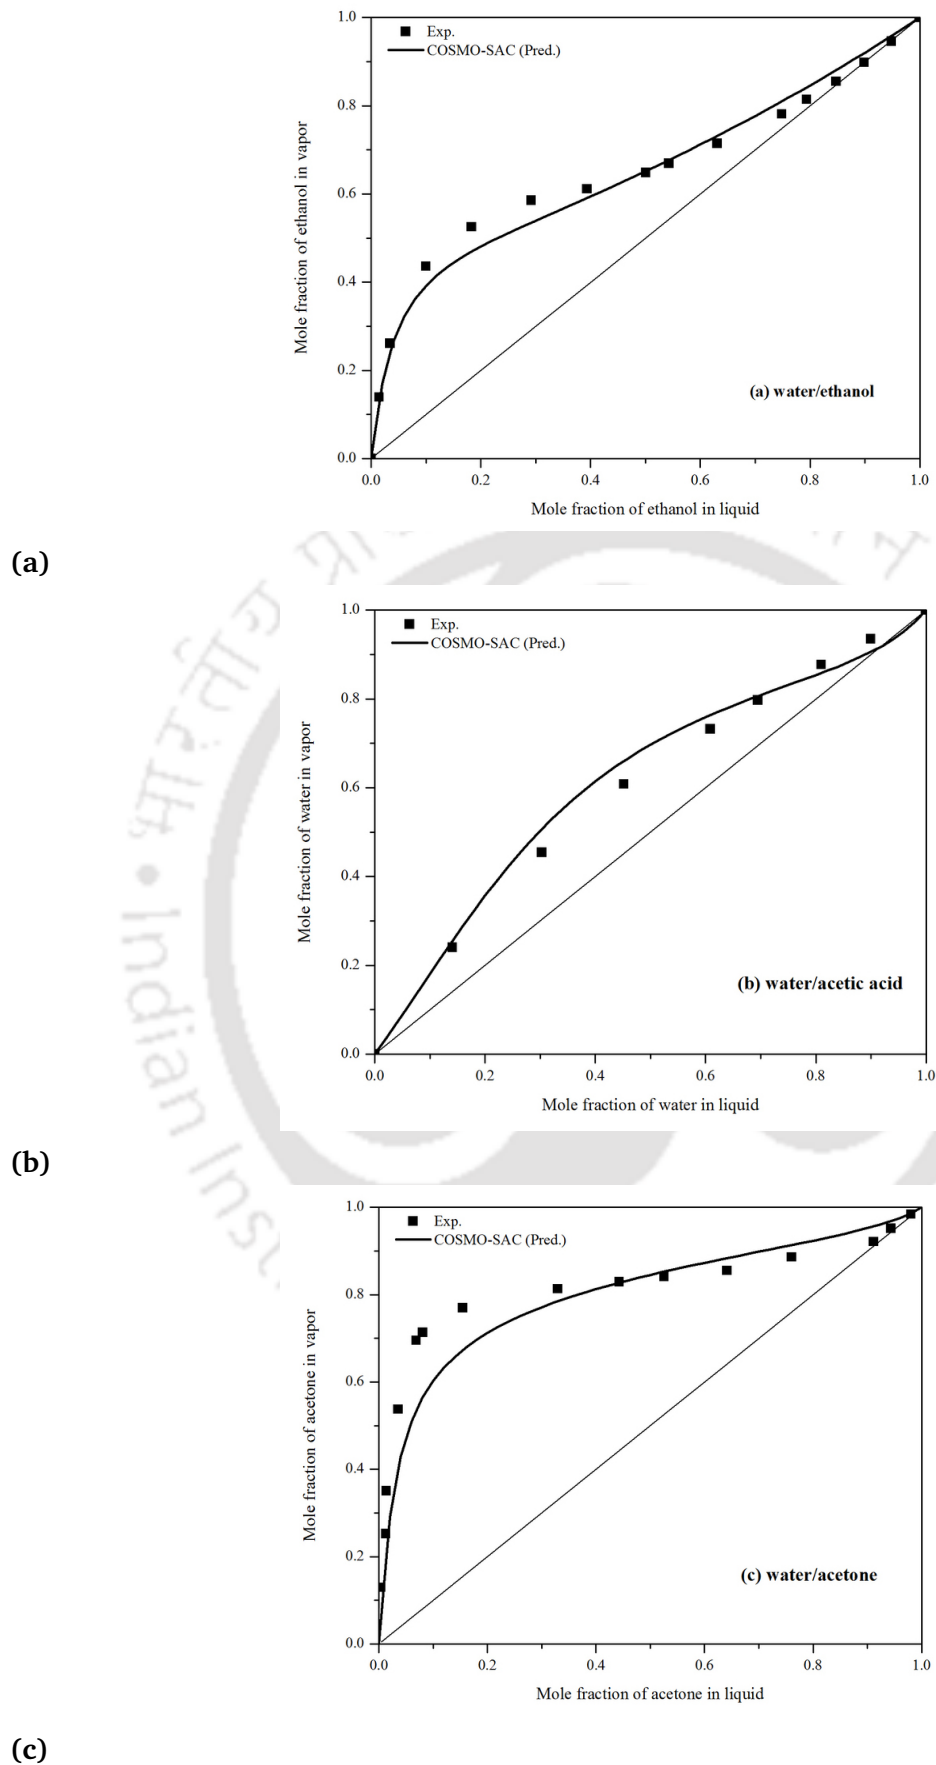 1.0
Exp.
COSMO-SAC (Pred.)
0.8
0.6
0.4
0.2
0.0
Mole fraction of ethanol in vapor
(a) water/ethanol
0.0 0.2 0.4 0.6 0.8 1.0
Mole fraction of ethanol in liquid
(a)
1.0
Exp.
COSMO-SAC (Pred.)
0.8
0.6
0.4
0.2
0.0
Mole fraction of water in vapor
(b) water/acetic acid
0.0 0.2 0.4 0.6 0.8 1.0
Mole fraction of water in liquid
(b)
1.0
Exp.
COSMO-SAC (Pred.)
0.8
0.6
0.4
0.2
0.0
Mole fraction of acetone in vapor
(c) water/acetone
0.0 0.2 0.4 0.6 0.8 1.0
Mole fraction of acetone in liquid
(c)
Indian